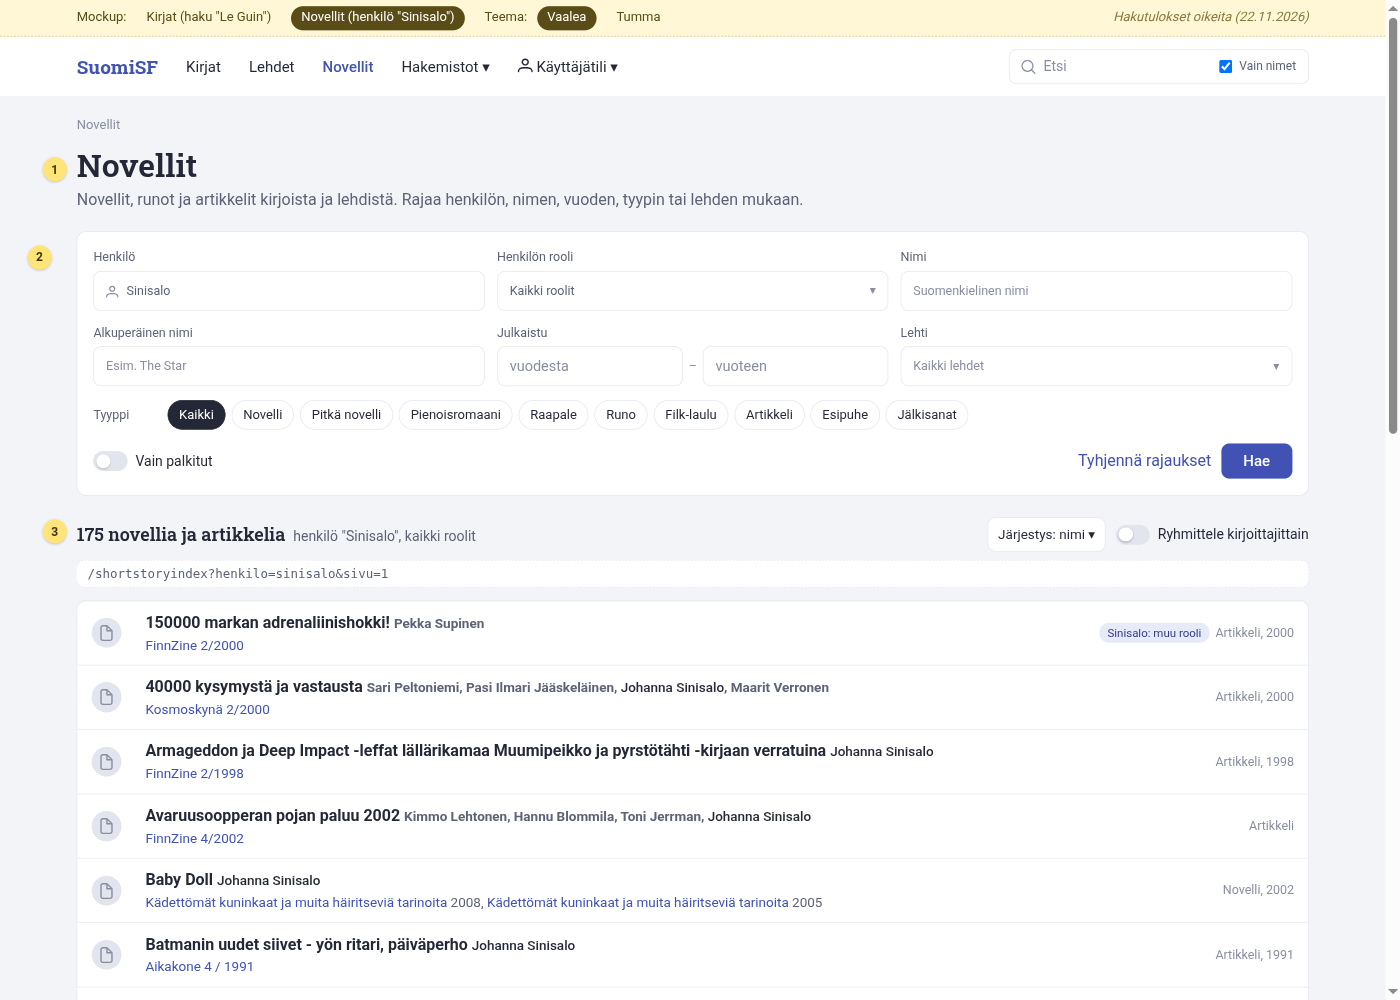 Mockup: Kirjat (haku "Le Guin") Novellit (henkilö "Sinisalo") Teema: Vaalea Tumma Hakutulokset oikeita (22.11.2026)
SuomiSF Kirjat Lehdet Novellit Hakemistot ▾ Käyttäjätili ▾ Etsi Vain nimet
Novellit
1 Novellit
Novellit, runot ja artikkelit kirjoista ja lehdistä. Rajaa henkilön, nimen, vuoden, tyypin tai lehden mukaan.
2
Henkilö Henkilön rooli Nimi
Sinisalo Kaikki roolit ▾ Suomenkielinen nimi
Alkuperäinen nimi Julkaistu Lehti
Esim. The Star vuodesta – vuoteen Kaikki lehdet ▾
Tyyppi Kaikki Novelli Pitkä novelli Pienoisromaani Raapale Runo Filk-laulu Artikkeli Esipuhe Jälkisanat
Vain palkitut Tyhjennä rajaukset Hae
3 175 novellia ja artikkelia henkilö "Sinisalo", kaikki roolit Järjestys: nimi ▾ Ryhmittele kirjoittajittain
/shortstoryindex?henkilo=sinisalo&sivu=1
150000 markan adrenaliinishokki! Pekka Supinen
FinnZine 2/2000
Sinisalo: muu rooli Artikkeli, 2000
40000 kysymystä ja vastausta Sari Peltoniemi, Pasi Ilmari Jääskeläinen, Johanna Sinisalo, Maarit Verronen
Kosmoskynä 2/2000
Artikkeli, 2000
Armageddon ja Deep Impact -leffat lällärikamaa Muumipeikko ja pyrstötähti -kirjaan verratuina Johanna Sinisalo
FinnZine 2/1998
Artikkeli, 1998
Avaruusoopperan pojan paluu 2002 Kimmo Lehtonen, Hannu Blommila, Toni Jerrman, Johanna Sinisalo
FinnZine 4/2002
Artikkeli
Baby Doll Johanna Sinisalo
Kädettömät kuninkaat ja muita häiritseviä tarinoita 2008, Kädettömät kuninkaat ja muita häiritseviä tarinoita 2005
Novelli, 2002
Batmanin uudet siivet - yön ritari, päiväperho Johanna Sinisalo
Aikakone 4 / 1991
Artikkeli, 1991